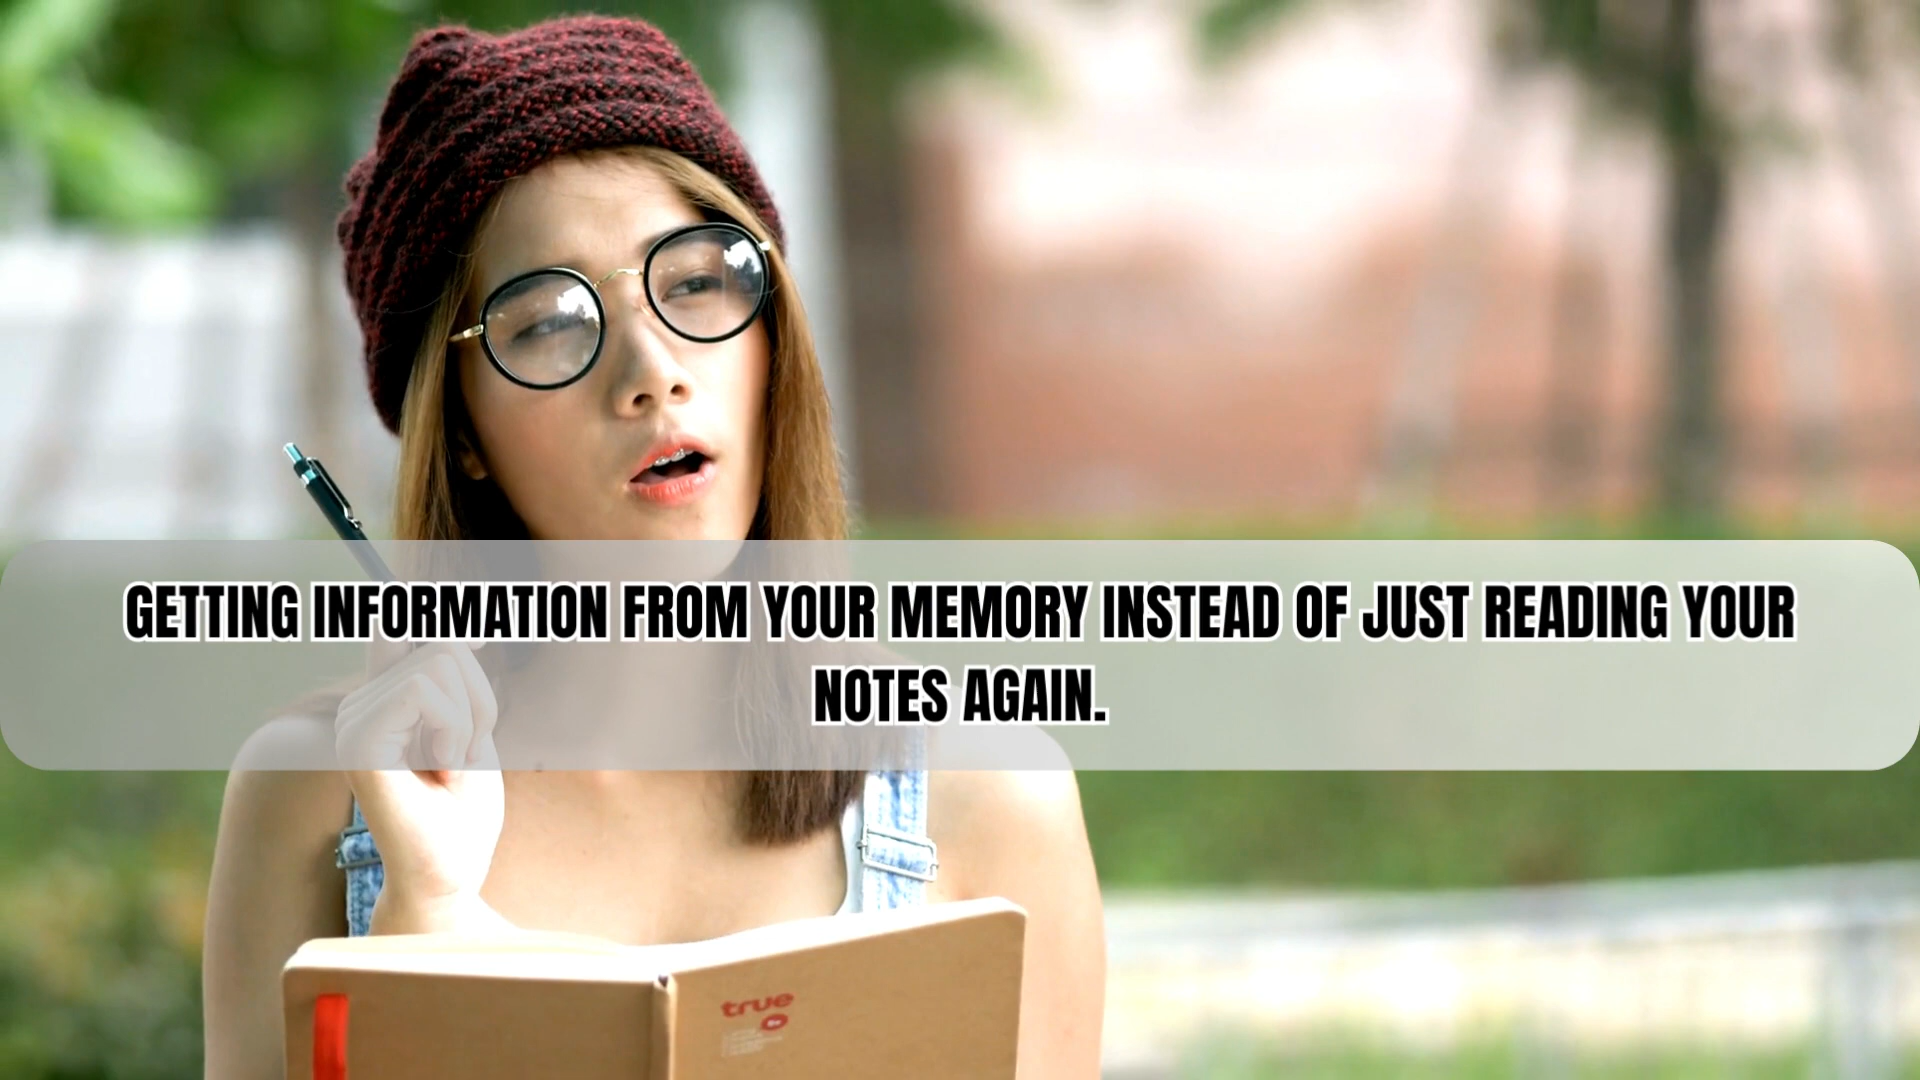 GETTING INFORMATION FROM YOUR MEMORY INSTEAD OF JUST READING YOUR
NOTES AGAIN.
true